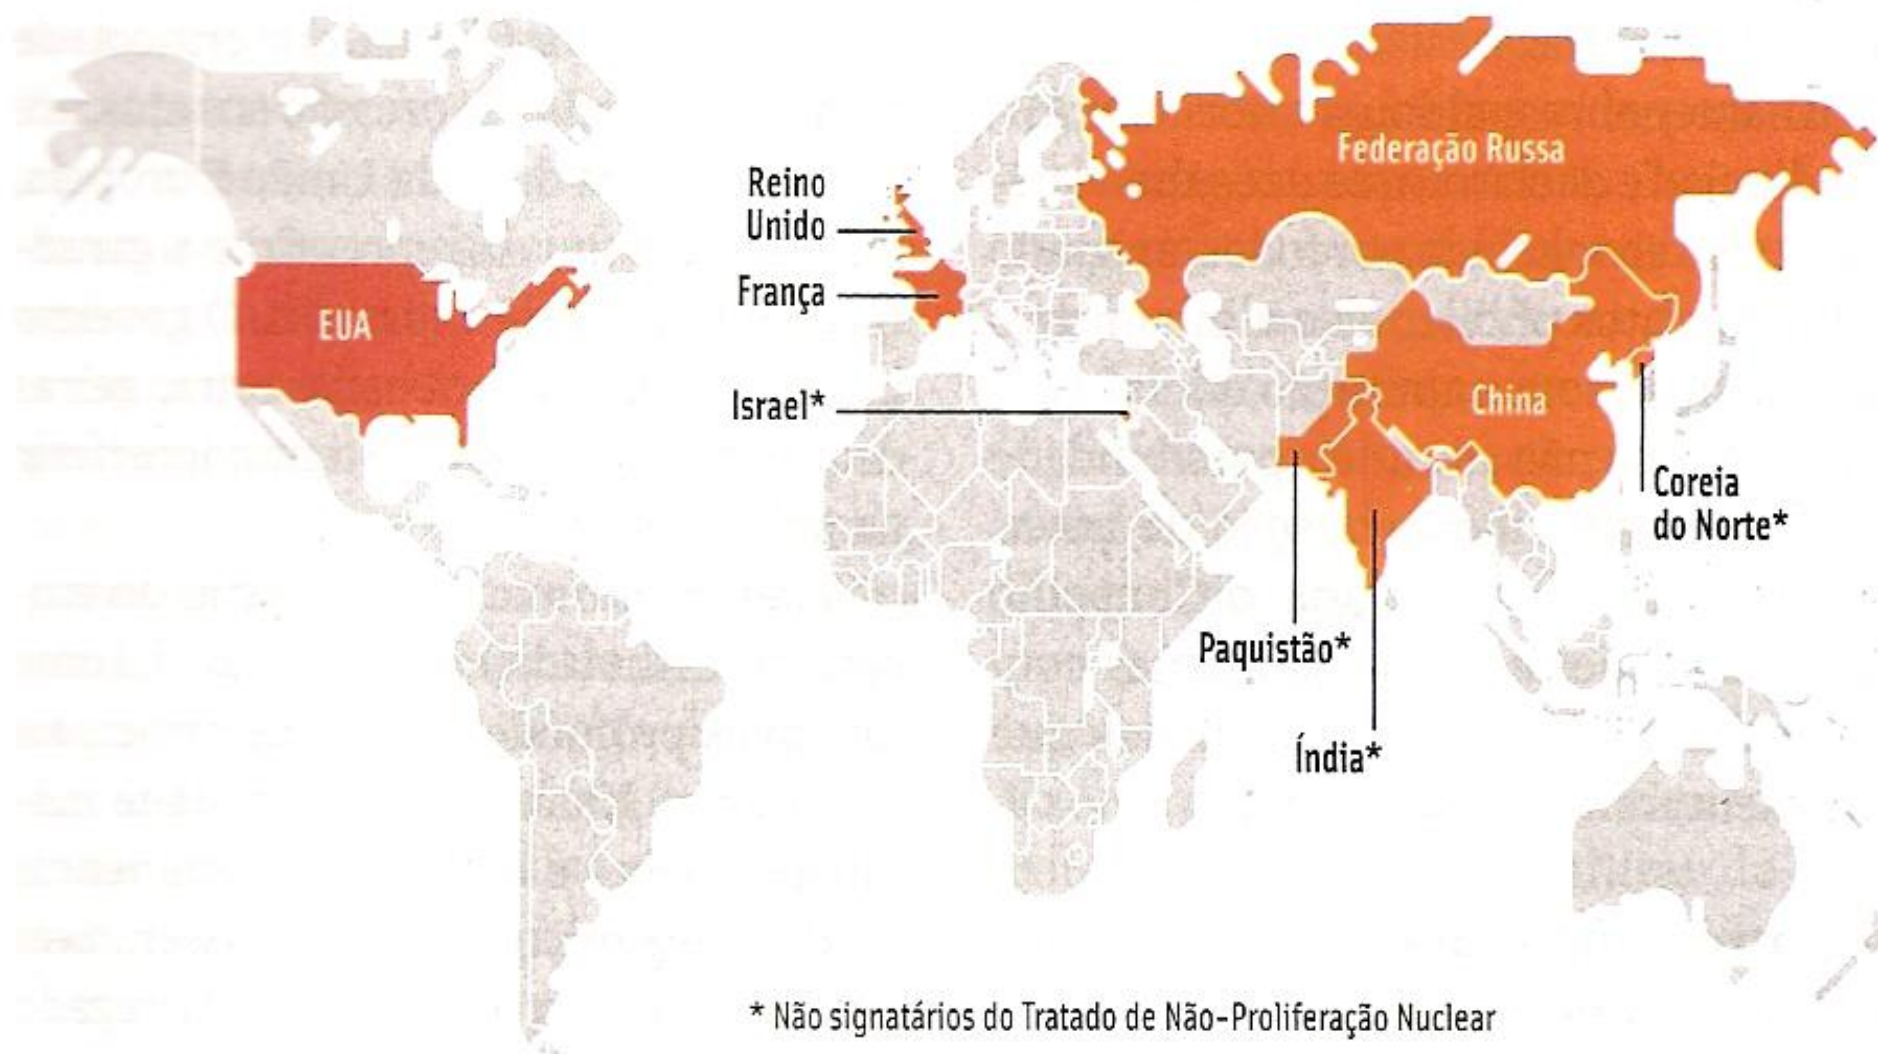 Federação Russa
Reino
Unido
França
EUA
Israel*
China
Coreia
do Norte*
Paquistão*
Índia*
* Não signatários do Tratado de Não-Proliferação Nuclear